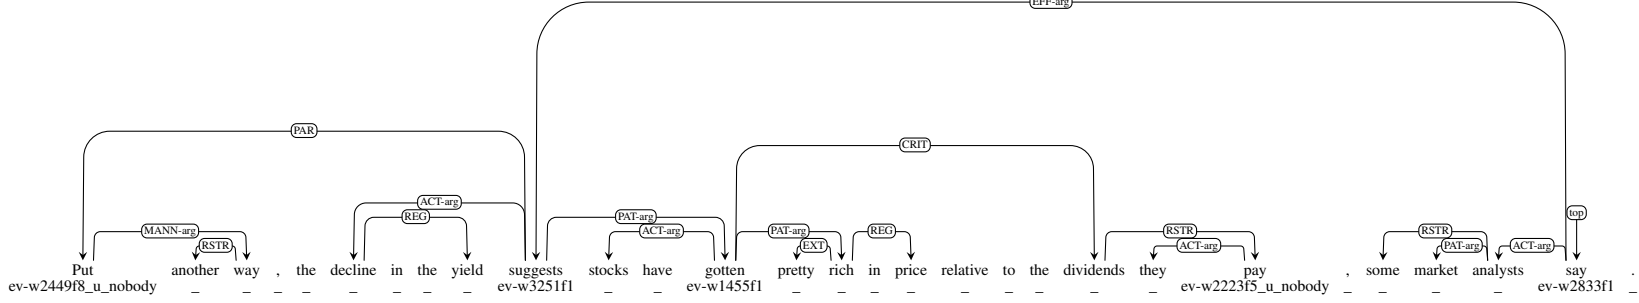 EFF-arg
PAR
CRIT
ACT-arg
top
REG PAT-arg
MANN-arg ACT-arg PAT-arg REG RSTR RSTR
RSTR EXT ACT-arg PAT-arg ACT-arg
Put another way , the decline in the yield suggests stocks have gotten pretty rich in price relative to the dividends they pay , some market analysts say .
ev-w2449f8_u_nobody _ _ _ _ _ _ _ _ ev-w3251f1 _ _ ev-w1455f1 _ _ _ _ _ _ _ _ _ ev-w2223f5_u_nobody _ _ _ _ ev-w2833f1 _